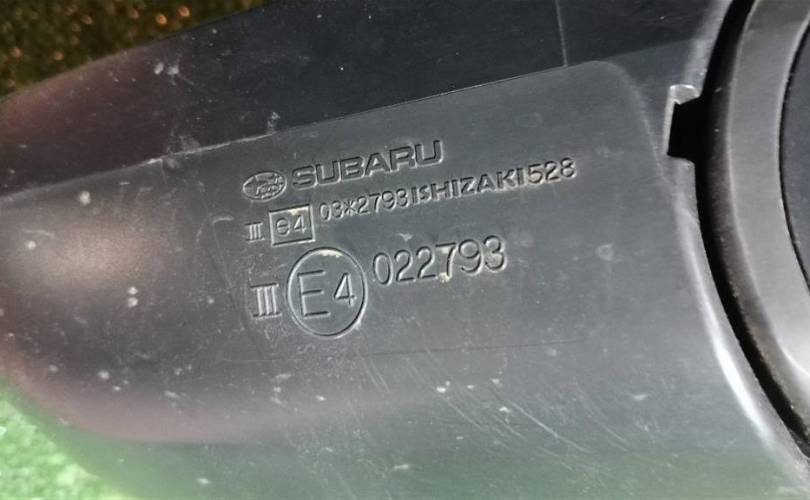 SUBARU
III e4 03*2793 ISHIZAKI 528
III E4 022793